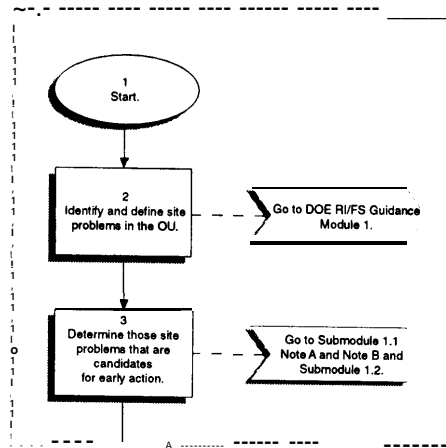 1
Start.
2
Identify and define site
problems in the OU.
Go to DOE RI/FS Guidance
Module 1.
3
Determine those site
problems that are
candidates
for early action.
Go to Submodule 1.1
Note A and Note B and
Submodule 1.2.
A